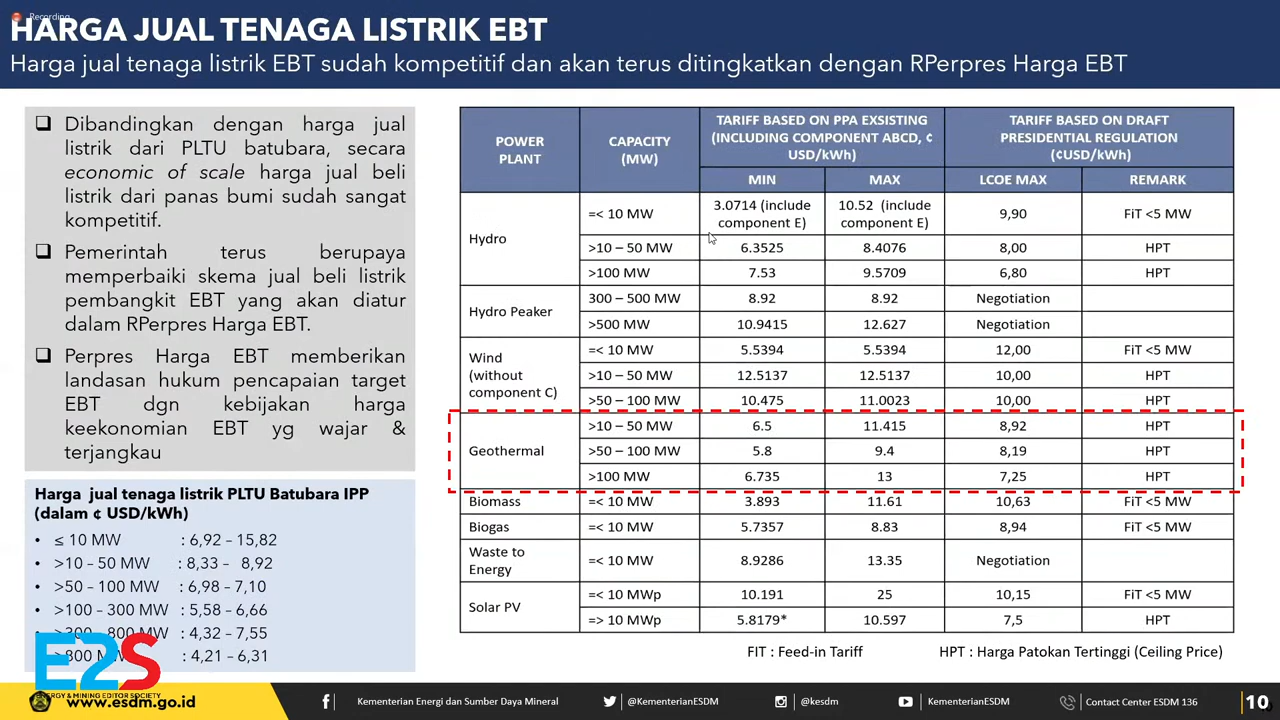 Recording
HARGA JUAL TENAGA LISTRIK EBT
Harga jual tenaga listrik EBT sudah kompetitif dan akan terus ditingkatkan dengan RPerpres Harga EBT
❑ Dibandingkan dengan harga jual
listrik dari PLTU batubara, secara
economic of scale harga jual beli
listrik dari panas bumi sudah sangat
kompetitif.
❑ Pemerintah terus berupaya
memperbaiki skema jual beli listrik
pembangkit EBT yang akan diatur
dalam RPerpres Harga EBT.
❑ Perpres Harga EBT memberikan
landasan hukum pencapaian target
EBT dgn kebijakan harga
keekonomian EBT yg wajar &
terjangkau
Harga jual tenaga listrik PLTU Batubara IPP
(dalam ¢ USD/kWh)
• ≤ 10 MW : 6,92 – 15,82
• >10 – 50 MW : 8,33 – 8,92
• >50 – 100 MW : 6,98 – 7,10
• >100 – 300 MW : 5,58 – 6,66
• >300 – 800 MW : 4,32 – 7,55
>800 MW : 4,21 – 6,31
E2S
ENERGY & MINING EDITOR SOCIETY
POWER PLANT CAPACITY (MW) TARIFF BASED ON PPA EXSISTING (INCLUDING COMPONENT ABCD, ¢ USD/kWh) TARIFF BASED ON DRAFT PRESIDENTIAL REGULATION (¢USD/kWh)
MIN MAX LCOE MAX REMARK
Hydro =< 10 MW 3.0714 (include component E) 10.52 (include component E) 9,90 FiT <5 MW
>10 – 50 MW 6.3525 8.4076 8,00 HPT
>100 MW 7.53 9.5709 6,80 HPT
Hydro Peaker 300 – 500 MW 8.92 8.92 Negotiation
>500 MW 10.9415 12.627 Negotiation
Wind (without component C) =< 10 MW 5.5394 5.5394 12,00 FiT <5 MW
>10 – 50 MW 12.5137 12.5137 10,00 HPT
>50 – 100 MW 10.475 11.0023 10,00 HPT
Geothermal >10 – 50 MW 6.5 11.415 8,92 HPT
>50 – 100 MW 5.8 9.4 8,19 HPT
>100 MW 6.735 13 7,25 HPT
Biomass =< 10 MW 3.893 11.61 10,63 FiT <5 MW
Biogas =< 10 MW 5.7357 8.83 8,94 FiT <5 MW
Waste to Energy =< 10 MW 8.9286 13.35 Negotiation
Solar PV =< 10 MWp 10.191 25 10,15 FiT <5 MW
=> 10 MWp 5.8179* 10.597 7,5 HPT
FIT : Feed-in Tariff HPT : Harga Patokan Tertinggi (Ceiling Price)
www.esdm.go.id Kementerian Energi dan Sumber Daya Mineral @KementerianESDM @kesdm KementerianESDM Contact Center ESDM 136 10